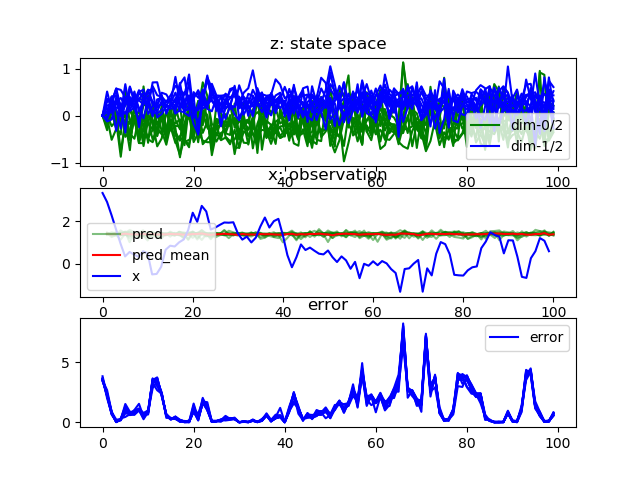 z: state space
1
0
−1
dim-0/2
dim-1/2
0
20
40
60
80
100
x: observation
2
0
pred
pred_mean
x
0
20
40
60
80
100
error
5
0
error
0
20
40
60
80
100